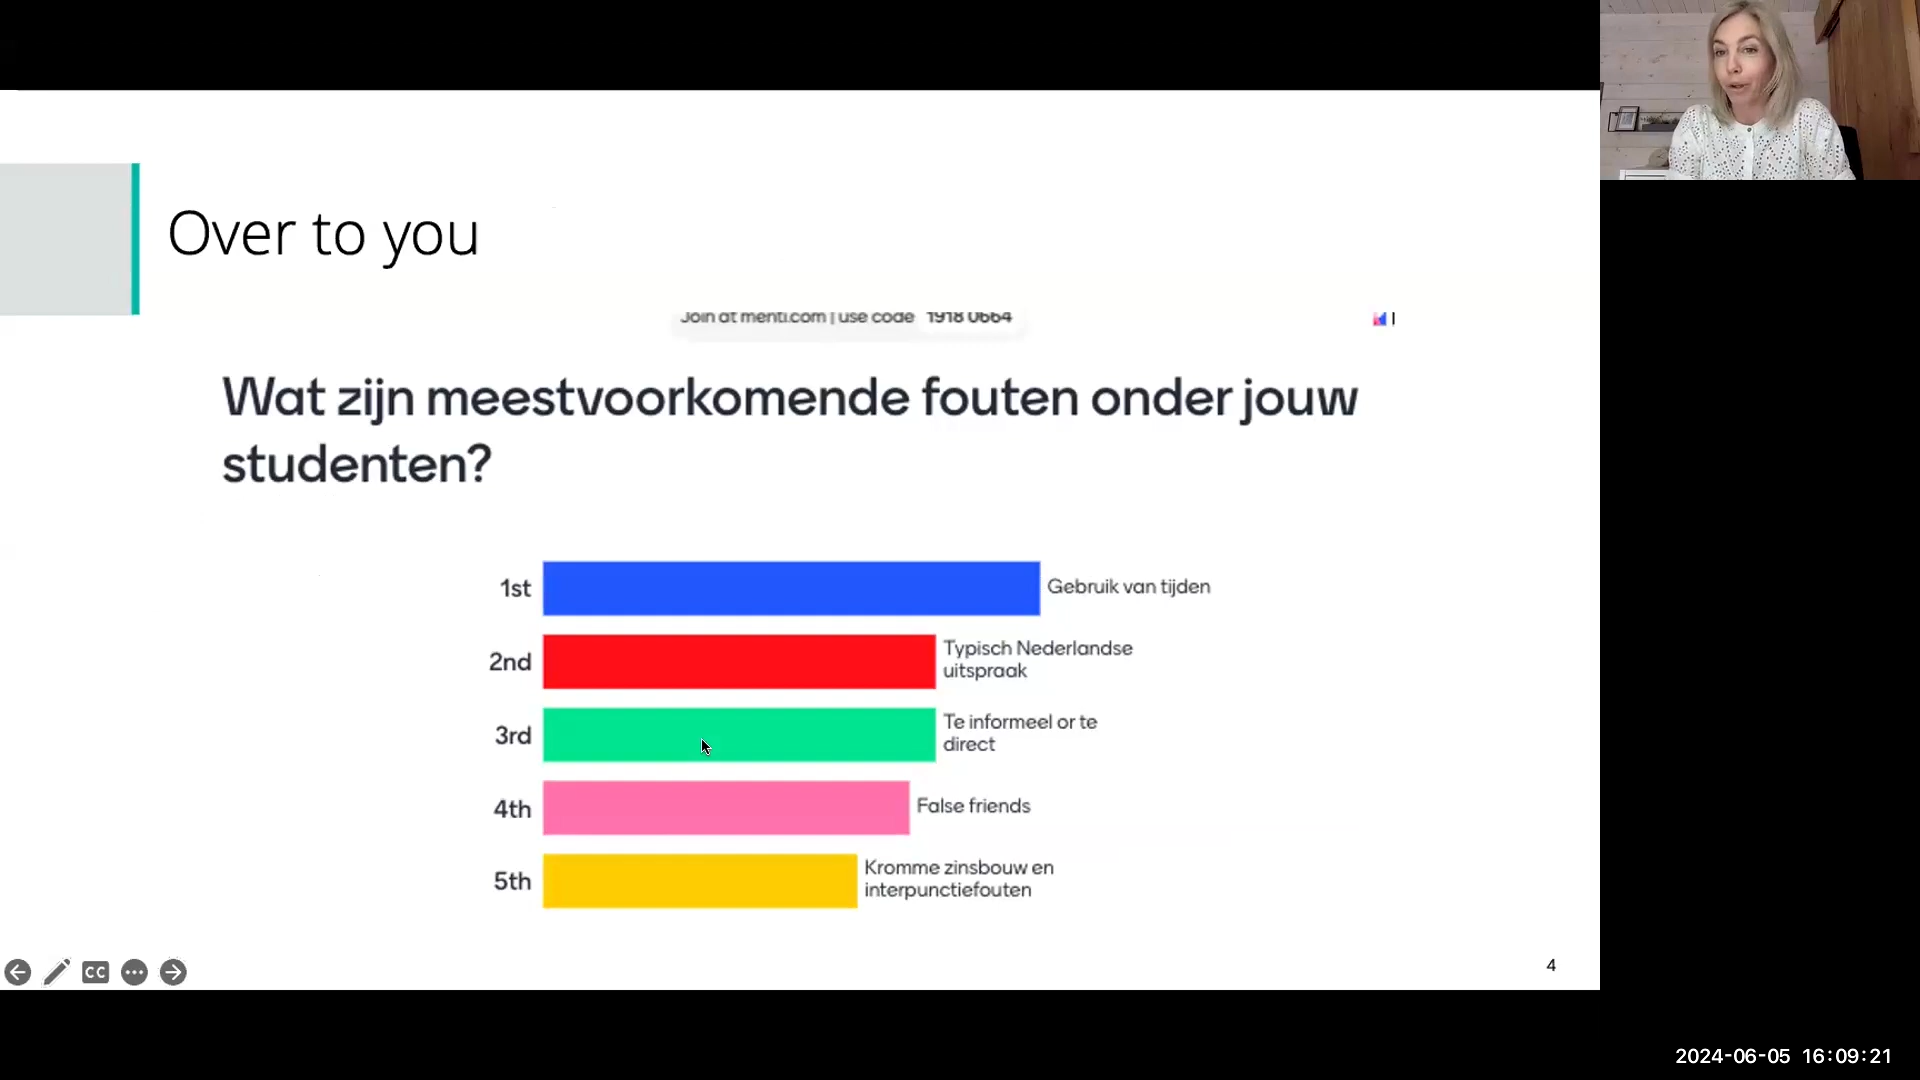 Over to you
Join at menti.com | use code 1918 0664
Wat zijn meestvoorkomende fouten onder jouw
studenten?
1st
Gebruik van tijden
2nd
Typisch Nederlandse
uitspraak
3rd
Te informeel or te
direct
4th
False friends
5th
Kromme zinsbouw en
interpunctiefouten
CC
4
2024-06-05 16:09:21